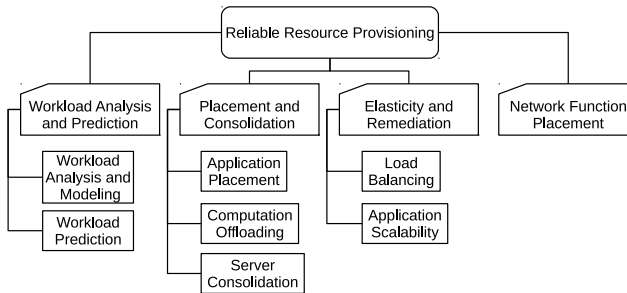 Reliable Resource Provisioning
Workload Analysis
and Prediction
Placement and
Consolidation
Elasticity and
Remediation
Network Function
Placement
Workload
Analysis and
Modeling
Workload
Prediction
Application
Placement
Computation
Offloading
Server
Consolidation
Load
Balancing
Application
Scalability